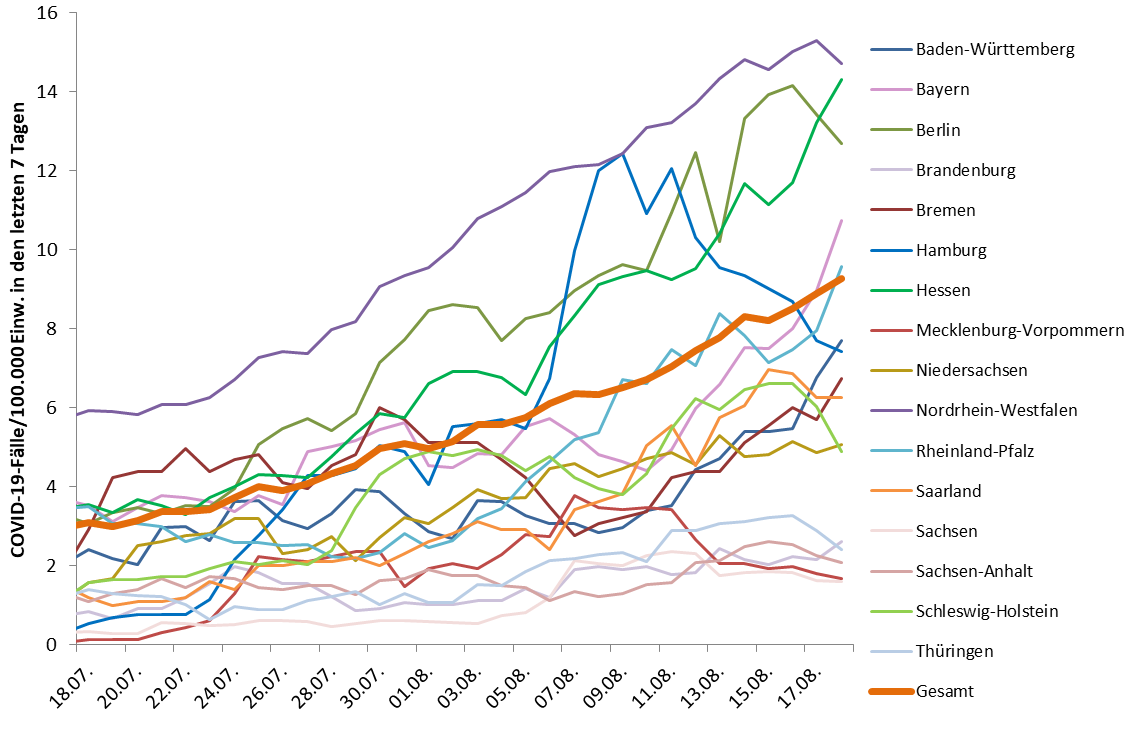 COVID-19-Fälle/100.000 Einw. in den letzten 7 Tagen
16
14
12
10
8
6
4
2
0
18.07.
20.07.
22.07.
24.07.
26.07.
28.07.
30.07.
01.08.
03.08.
05.08.
07.08.
09.08.
11.08.
13.08.
15.08.
17.08.
Baden-Württemberg
Bayern
Berlin
Brandenburg
Bremen
Hamburg
Hessen
Mecklenburg-Vorpommern
Niedersachsen
Nordrhein-Westfalen
Rheinland-Pfalz
Saarland
Sachsen
Sachsen-Anhalt
Schleswig-Holstein
Thüringen
Gesamt